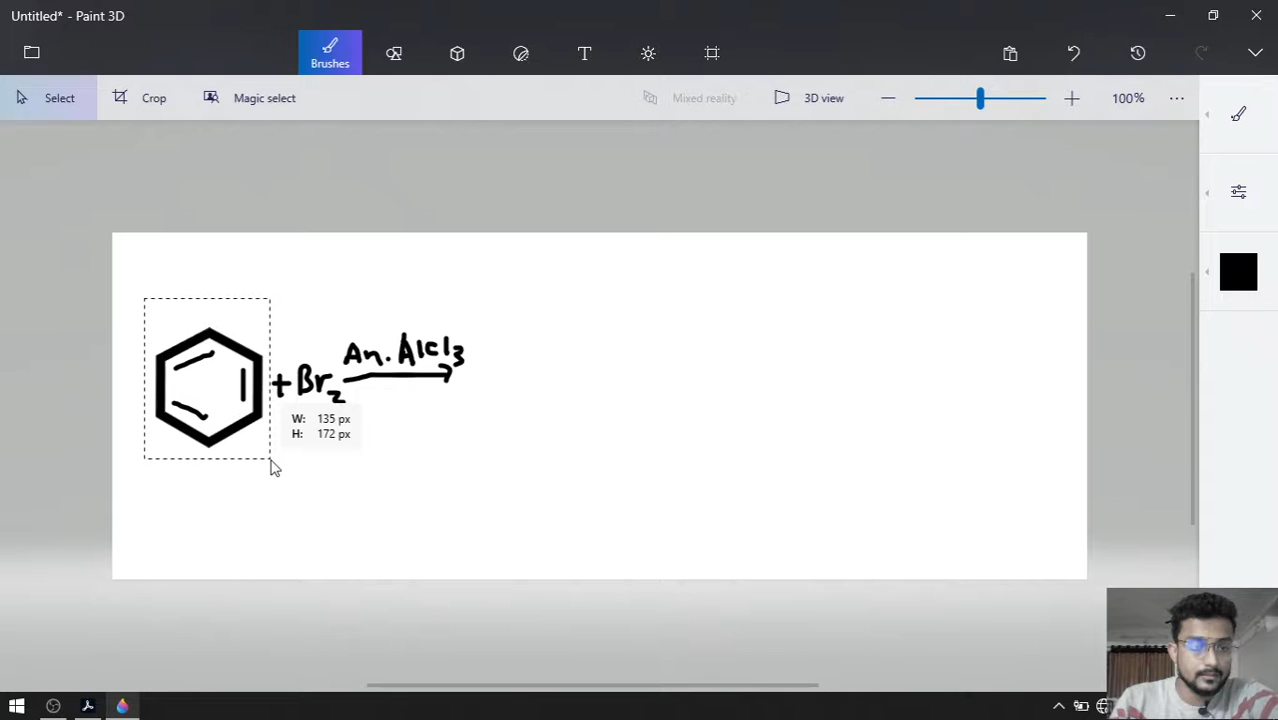 Untitled* - Paint 3D
Brushes
Select
Crop
Magic select
Mixed reality
3D view
100%
An. AlCl3
+ Br2
W: 135 px
H: 172 px